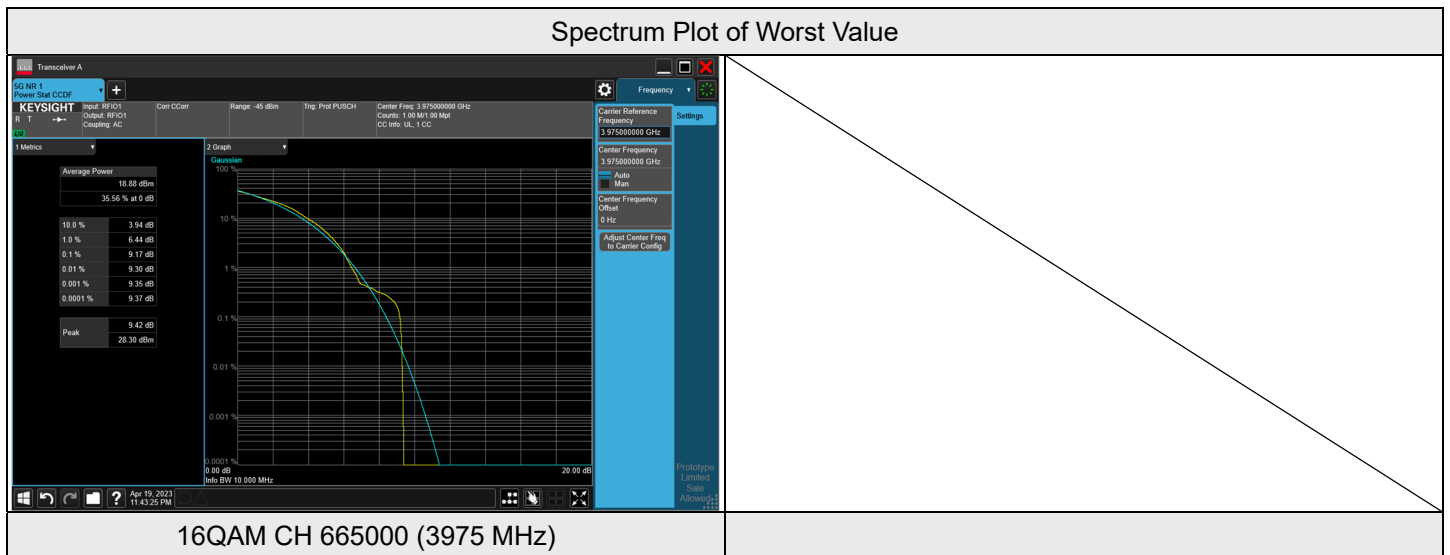 Spectrum Plot of Worst Value
Transceiver A
5G NR 1
Power Stat CCDF
Frequency
KEYSIGHT
R T
LXI
Input: RFIO1
Output: RFIO1
Coupling: AC
Corr CCorr
Range: -45 dBm
Trig: Prot PUSCH
Center Freq: 3.975000000 GHz
Counts: 1.00 M/1.00 Mpt
CC Info: UL, 1 CC
Carrier Reference
Frequency
3.975000000 GHz
Center Frequency
3.975000000 GHz
Auto
Man
Center Frequency
Offset
0 Hz
Adjust Center Freq
to Carrier Config
Settings
1 Metrics
Average Power
18.88 dBm
35.56 % at 0 dB
10.0 % 3.94 dB
1.0 % 6.44 dB
0.1 % 9.17 dB
0.01 % 9.30 dB
0.001 % 9.35 dB
0.0001 % 9.37 dB
Peak
9.42 dB
28.30 dBm
2 Graph
Gaussian
100 %
10 %
1 %
0.1 %
0.01 %
0.001 %
0.0001 %
0.00 dB
20.00 dB
Info BW 10.000 MHz
Apr 19, 2023
11:43:25 PM
Prototype
Limited
Sale
Allowed
16QAM CH 665000 (3975 MHz)